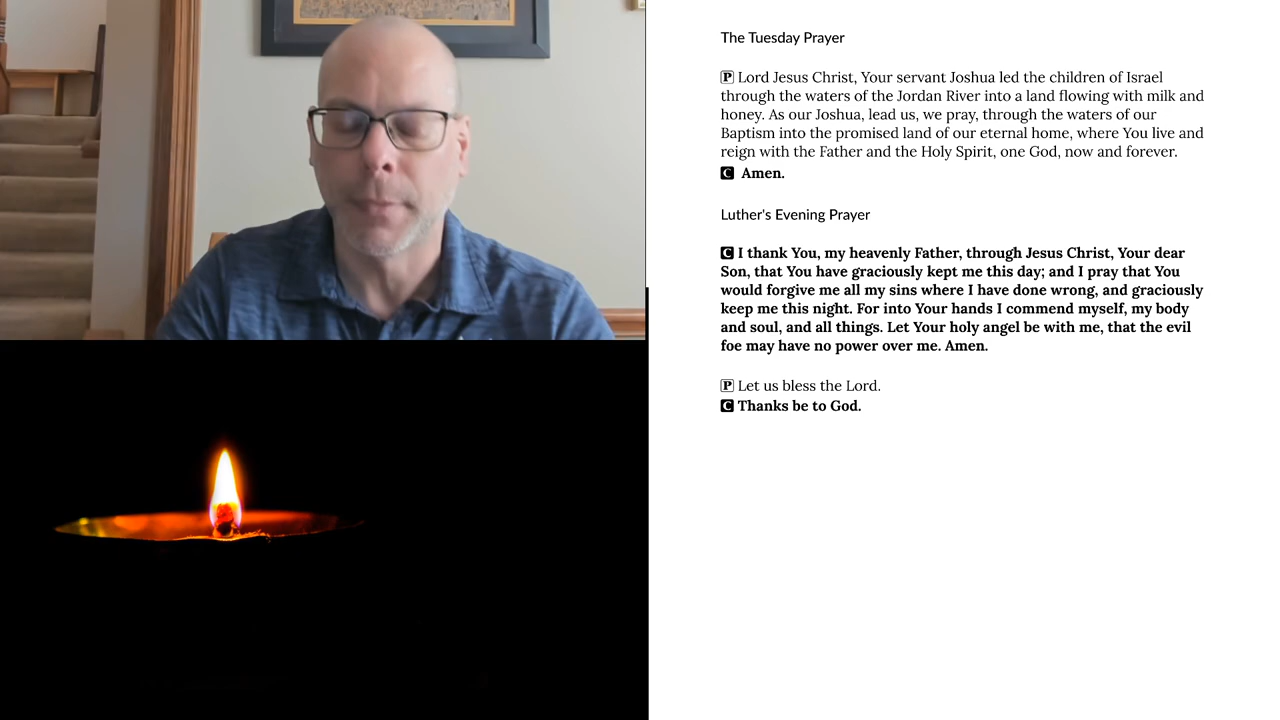 The Tuesday Prayer
P Lord Jesus Christ, Your servant Joshua led the children of Israel
through the waters of the Jordan River into a land flowing with milk and
honey. As our Joshua, lead us, we pray, through the waters of our
Baptism into the promised land of our eternal home, where You live and
reign with the Father and the Holy Spirit, one God, now and forever.
C Amen.
Luther's Evening Prayer
C I thank You, my heavenly Father, through Jesus Christ, Your dear
Son, that You have graciously kept me this day; and I pray that You
would forgive me all my sins where I have done wrong, and graciously
keep me this night. For into Your hands I commend myself, my body
and soul, and all things. Let Your holy angel be with me, that the evil
foe may have no power over me. Amen.
P Let us bless the Lord.
C Thanks be to God.